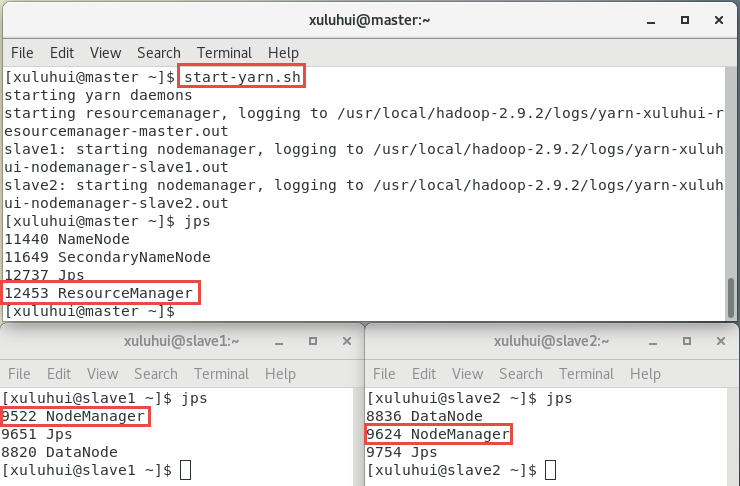 xuluhui@master:~
File Edit View Search Terminal Help
[xuluhui@master ~]$ start-yarn.sh
starting yarn daemons
starting resourcemanager, logging to /usr/local/hadoop-2.9.2/logs/yarn-xuluhui-r
esourcemanager-master.out
slave1: starting nodemanager, logging to /usr/local/hadoop-2.9.2/logs/yarn-xuluh
ui-nodemanager-slave1.out
slave2: starting nodemanager, logging to /usr/local/hadoop-2.9.2/logs/yarn-xuluh
ui-nodemanager-slave2.out
[xuluhui@master ~]$ jps
11440 NameNode
11649 SecondaryNameNode
12737 Jps
12453 ResourceManager
[xuluhui@master ~]$
xuluhui@slave1:~
File Edit View Search Terminal Help
[xuluhui@slave1 ~]$ jps
9522 NodeManager
9651 Jps
8820 DataNode
[xuluhui@slave1 ~]$
xuluhui@slave2:~
File Edit View Search Terminal Help
[xuluhui@slave2 ~]$ jps
8836 DataNode
9624 NodeManager
9754 Jps
[xuluhui@slave2 ~]$